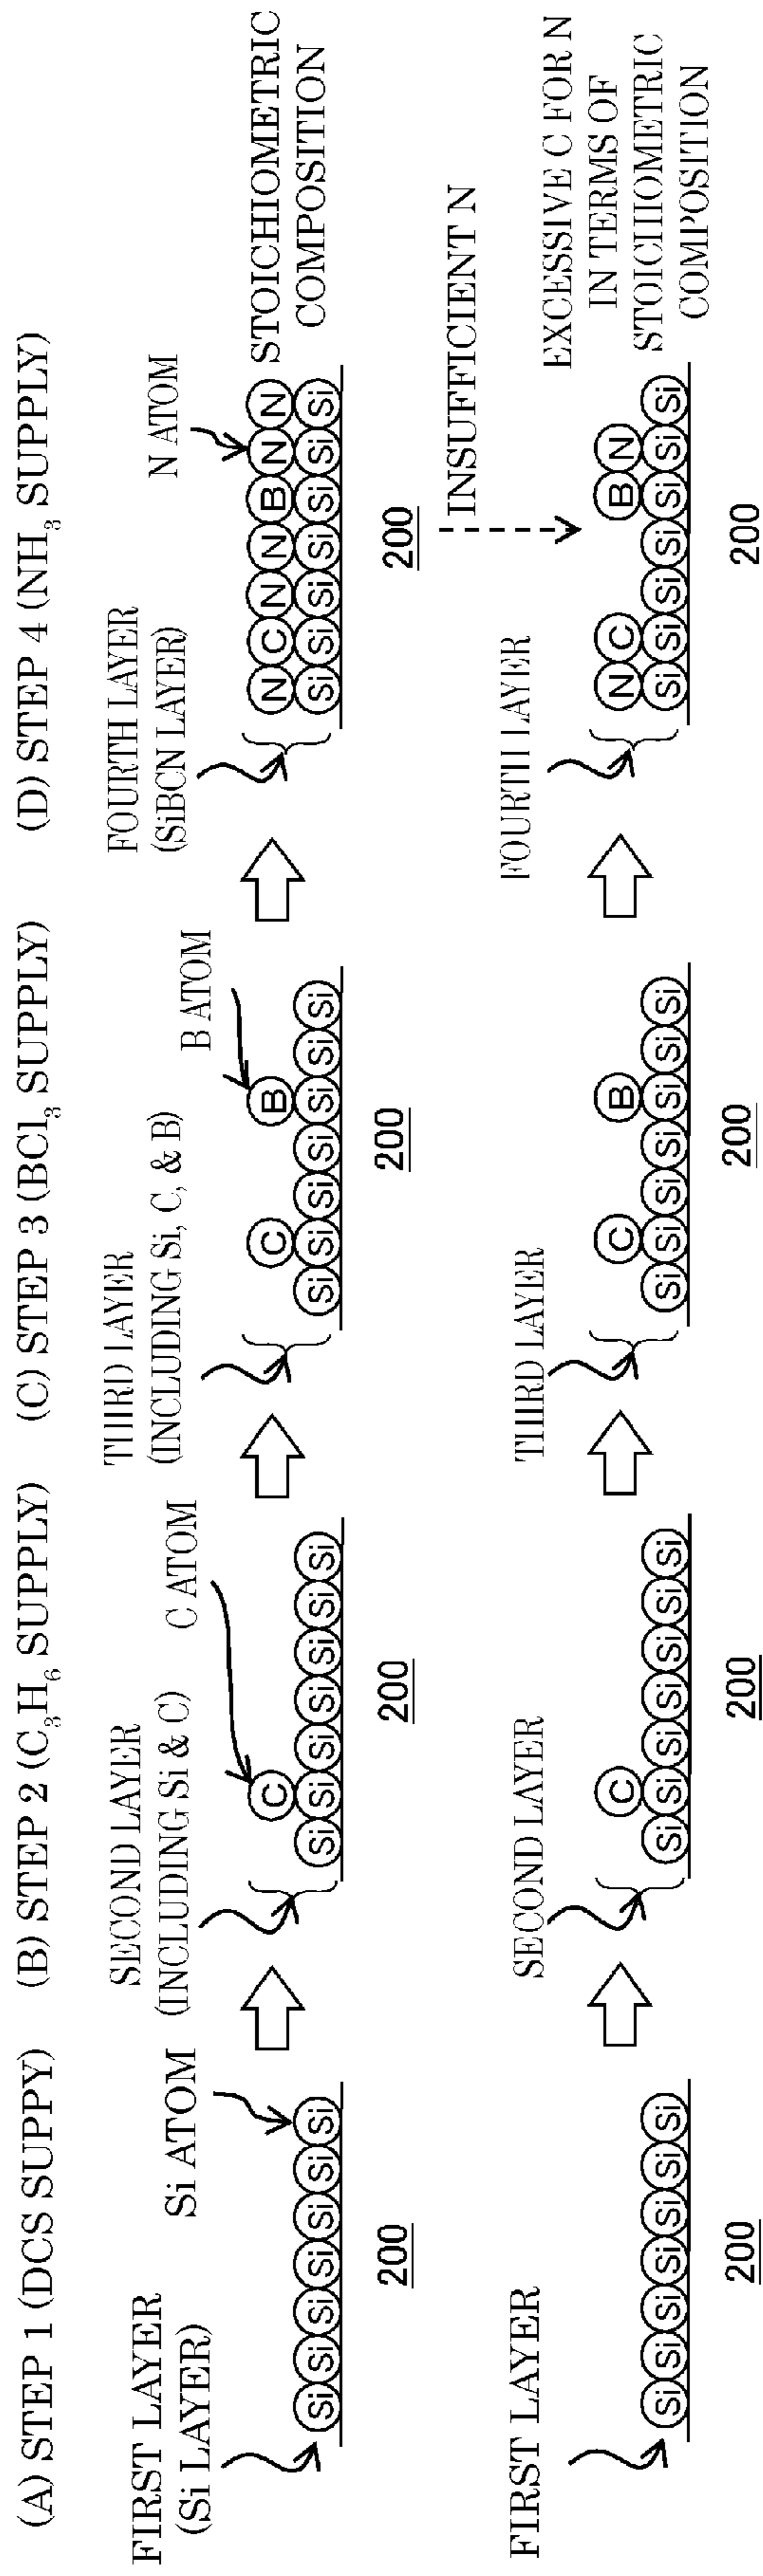 (A) STEP 1 (DCS SUPPY)
(B) STEP 2 (C₃H₆ SUPPLY)
(C) STEP 3 (BCl₃ SUPPLY)
(D) STEP 4 (NH₃ SUPPLY)
FIRST LAYER
(Si LAYER)
Si ATOM
Si Si Si Si Si Si Si
200
SECOND LAYER
(INCLUDING Si & C)
C ATOM
C
Si Si Si Si Si Si Si
200
THIRD LAYER
(INCLUDING Si, C, & B)
B ATOM
C B
Si Si Si Si Si Si Si
200
FOURTH LAYER
(SiBCN LAYER)
N ATOM
N C N N B N N
Si Si Si Si Si Si Si
200
STOICHIOMETRIC
COMPOSITION
INSUFFICIENT N
FIRST LAYER
Si Si Si Si Si Si Si
200
SECOND LAYER
C
Si Si Si Si Si Si Si
200
THIRD LAYER
C B
Si Si Si Si Si Si Si
200
FOURTH LAYER
N C B N
Si Si Si Si Si Si Si
200
EXCESSIVE C FOR N
IN TERMS OF
STOICHIOMETRIC
COMPOSITION